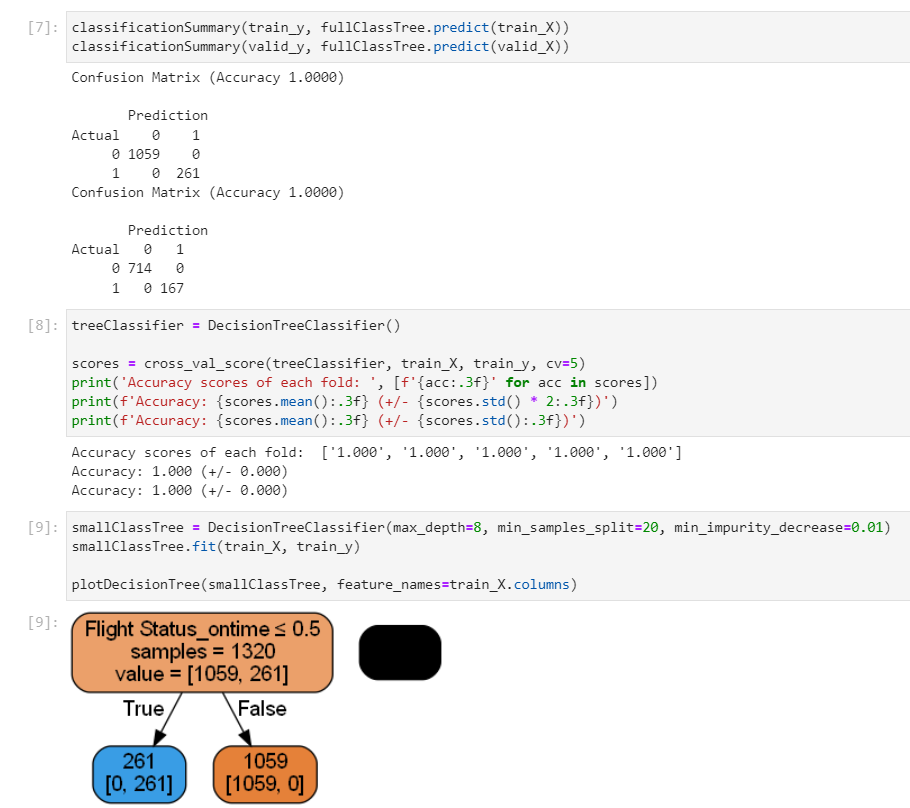 [7]: classificationSummary(train_y, fullClassTree.predict(train_X))
classificationSummary(valid_y, fullClassTree.predict(valid_X))
Confusion Matrix (Accuracy 1.0000)
Prediction
Actual 0 1
0 1059 0
1 0 261
Confusion Matrix (Accuracy 1.0000)
Prediction
Actual 0 1
0 714 0
1 0 167
[8]: treeClassifier = DecisionTreeClassifier()
scores = cross_val_score(treeClassifier, train_X, train_y, cv=5)
print('Accuracy scores of each fold: ', [f'{acc:.3f}' for acc in scores])
print(f'Accuracy: {scores.mean():.3f} (+/- {scores.std() * 2:.3f})')
print(f'Accuracy: {scores.mean():.3f} (+/- {scores.std():.3f})')
Accuracy scores of each fold:  ['1.000', '1.000', '1.000', '1.000', '1.000']
Accuracy: 1.000 (+/- 0.000)
Accuracy: 1.000 (+/- 0.000)
[9]: smallClassTree = DecisionTreeClassifier(max_depth=8, min_samples_split=20, min_impurity_decrease=0.01)
smallClassTree.fit(train_X, train_y)
plotDecisionTree(smallClassTree, feature_names=train_X.columns)
[9]:
Flight Status_ontime ≤ 0.5
samples = 1320
value = [1059, 261]
True False
261 1059
[0, 261] [1059, 0]